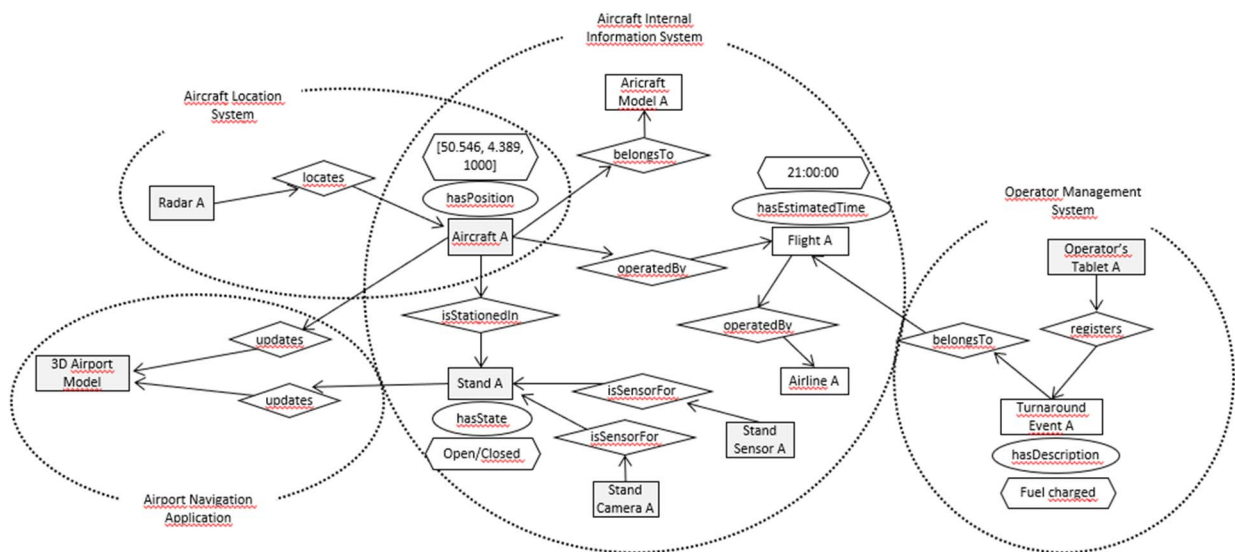 Aircraft Internal
Information System
Aircraft Location
System
Aricraft
Model A
[50.546, 4.389,
1000]
belongsTo
21:00:00
locates
hasPosition
hasEstimatedTime
Operator Management
System
Radar A
Aircraft A
Flight A
Operator's
Tablet A
operatedBy
isStationedIn
operatedBy
registers
updates
belongsTo
3D Airport
Model
Stand A
Airline A
updates
isSensorFor
hasState
Turnaround
Event A
isSensorFor
Stand
Sensor A
Open/Closed
hasDescription
Airport Navigation
Application
Stand
Camera A
Fuel charged